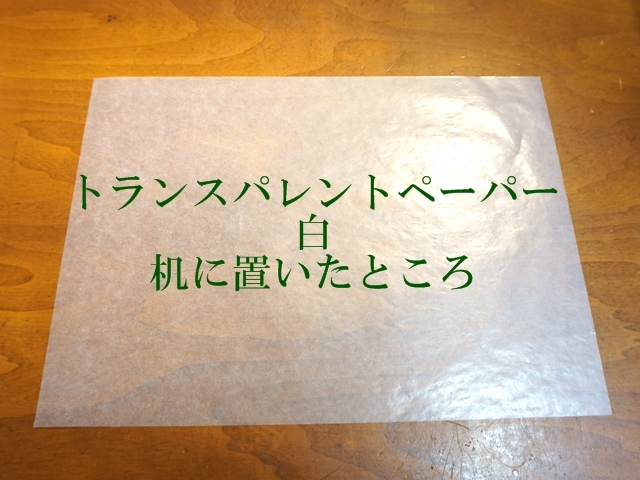 トランスパレントペーパー
白
机に置いたところ